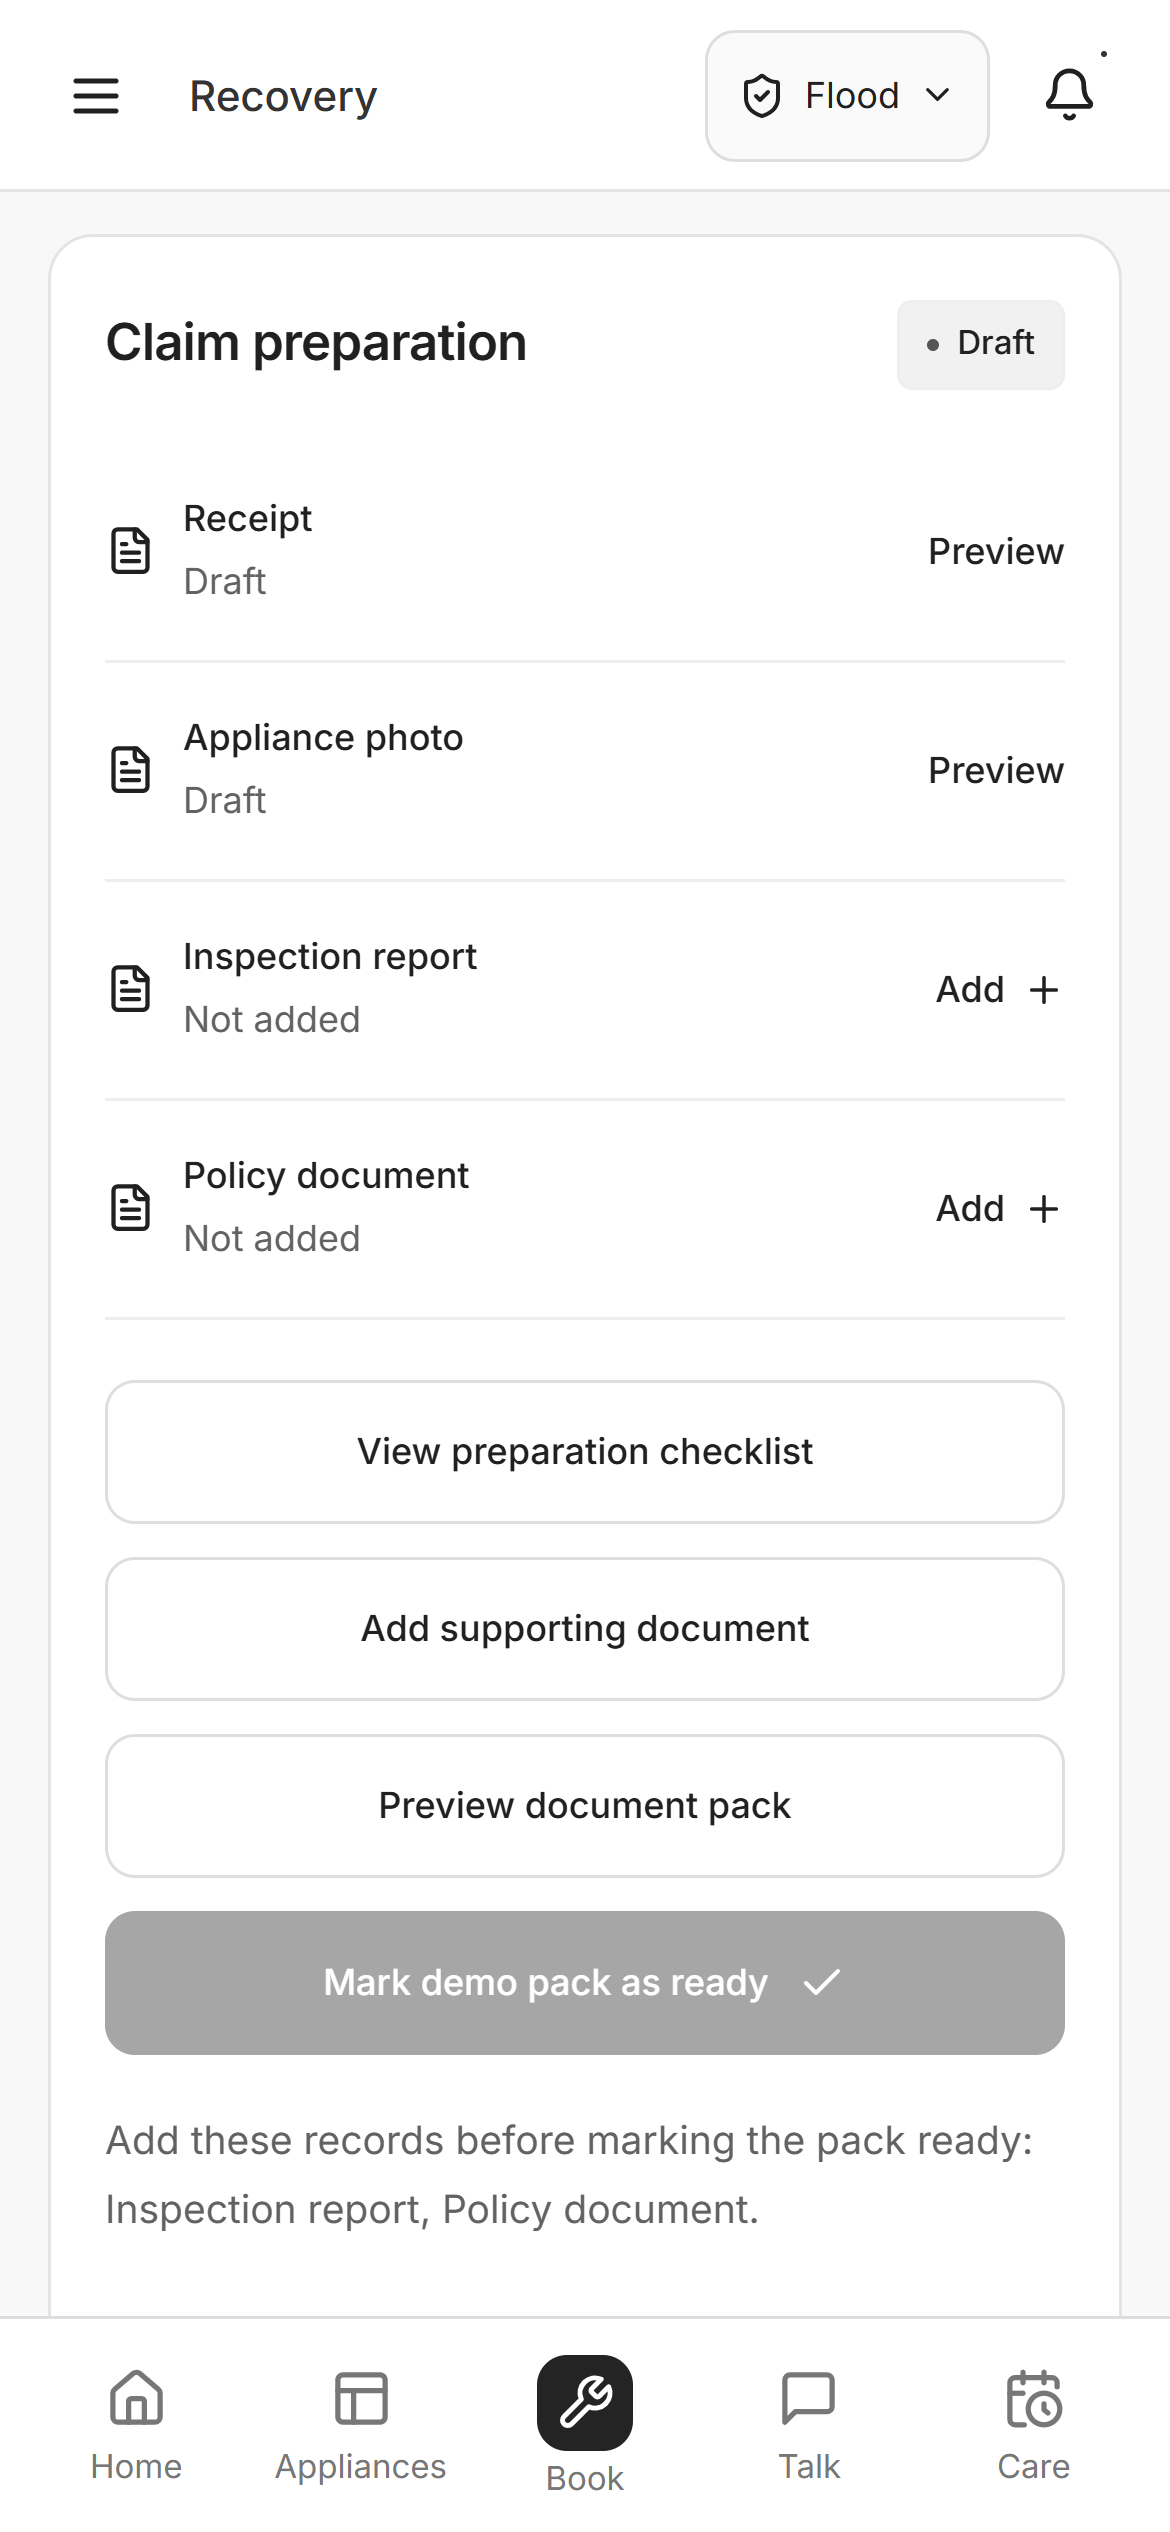 Recovery
Flood
Claim preparation
Draft
Receipt
Draft
Preview
Appliance photo
Draft
Preview
Inspection report
Not added
Add
Policy document
Not added
Add
View preparation checklist
Add supporting document
Preview document pack
Mark demo pack as ready
Add these records before marking the pack ready:
Inspection report, Policy document.
Home
Appliances
Book
Talk
Care